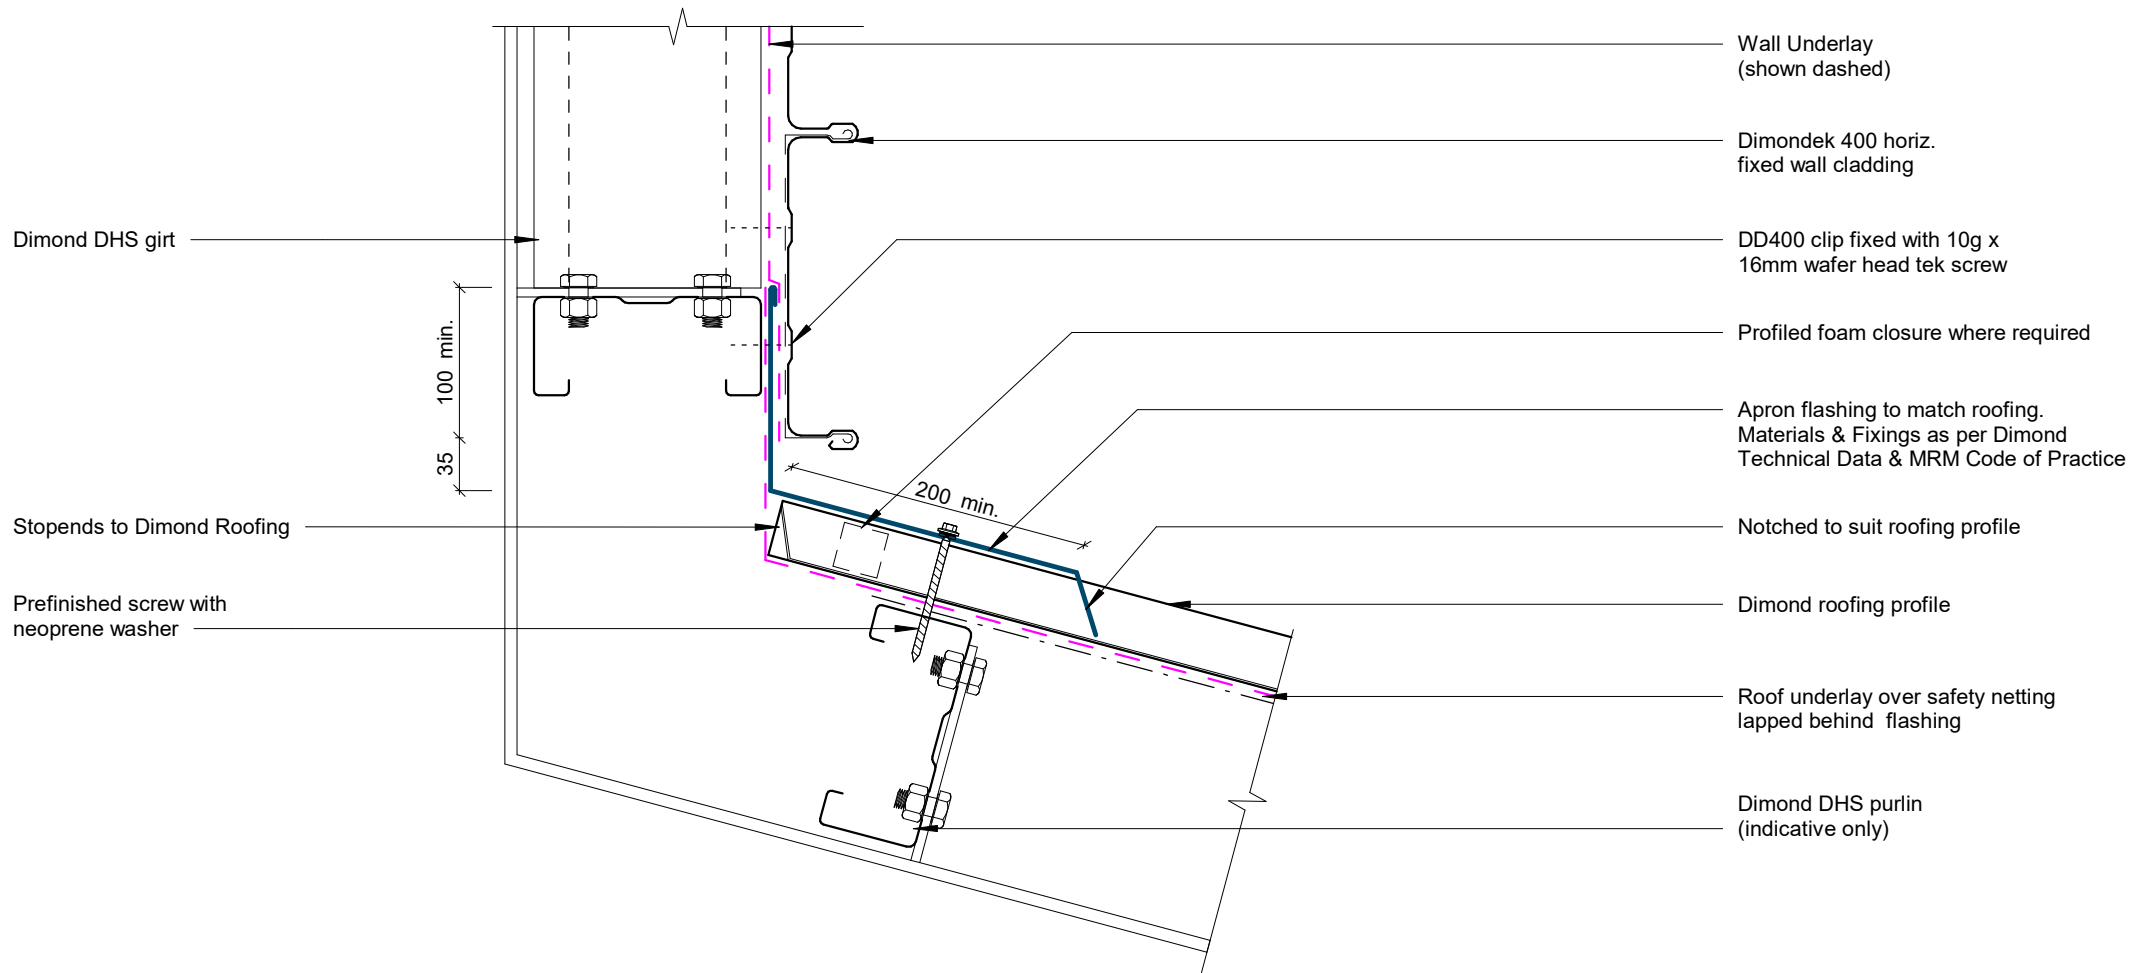 Wall Underlay
(shown dashed)
Dimondek 400 horiz.
fixed wall cladding
Dimond DHS girt
DD400 clip fixed with 10g x
16mm wafer head tek screw
Profiled foam closure where required
100 min.
Apron flashing to match roofing.
Materials & Fixings as per Dimond
Technical Data & MRM Code of Practice
35
200 min.
Stopends to Dimond Roofing
Notched to suit roofing profile
Prefinished screw with
neoprene washer
Dimond roofing profile
Roof underlay over safety netting
lapped behind flashing
Dimond DHS purlin
(indicative only)